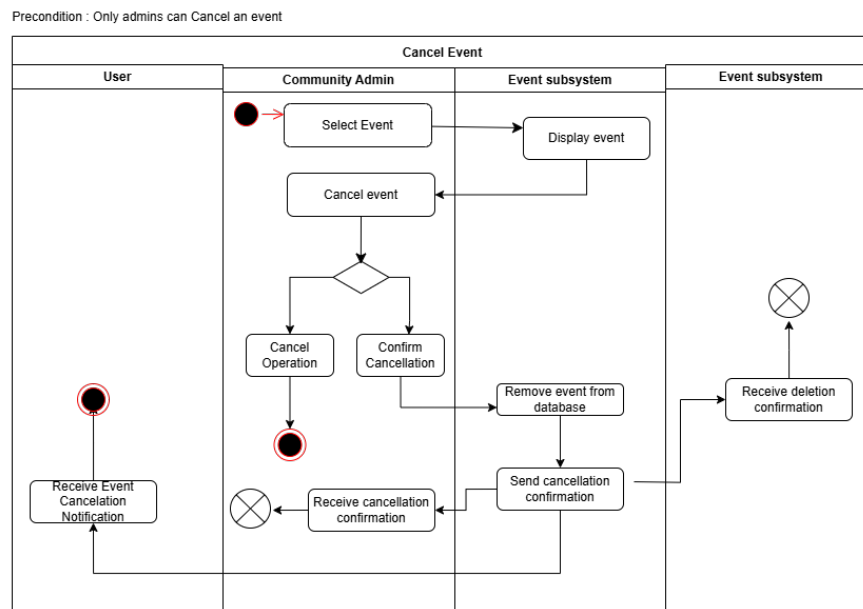 Precondition : Only admins can Cancel an event
Cancel Event
User
Community Admin
Event subsystem
Event subsystem
Select Event
Display event
Cancel event
Cancel
Operation
Confirm
Cancellation
Remove event from
database
Receive deletion
confirmation
Receive Event
Cancelation
Notification
Receive cancellation
confirmation
Send cancellation
confirmation